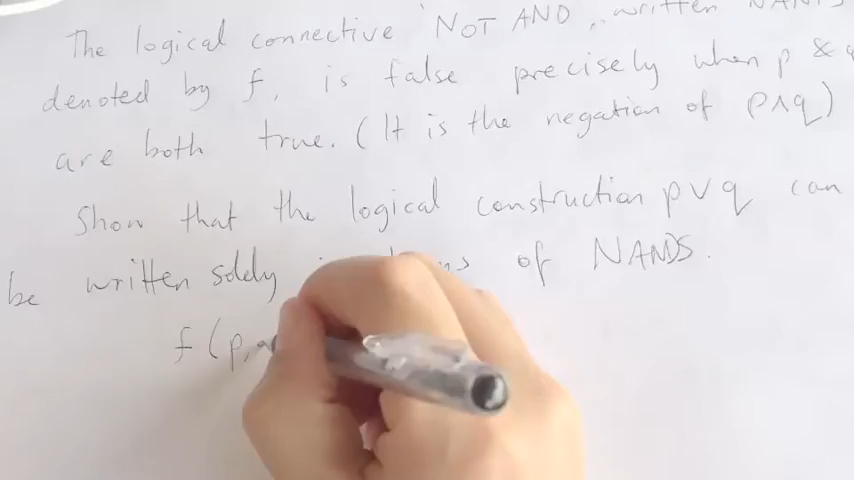 The logical connective 'NOT AND', written NANDS
denoted by f, is false precisely when p & q
are both true. (It is the negation of p∧q)
Show that the logical construction p∨q can
be written solely of NANDS.
f(p,